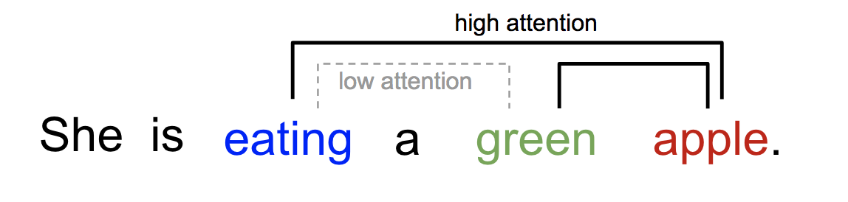 high attention
low attention
She is eating a green apple.